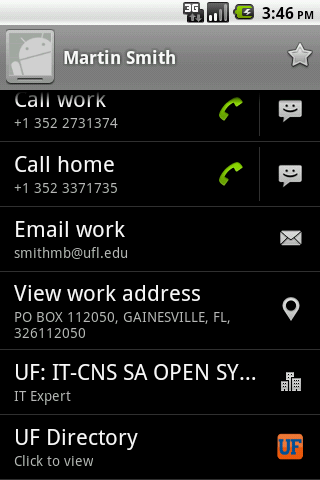 3G 3:46 PM
Martin Smith
Call work
+1 352 2731374
Call home
+1 352 3371735
Email work
smithmb@ufl.edu
View work address
PO BOX 112050, GAINESVILLE, FL,
326112050
UF: IT-CNS SA OPEN SY...
IT Expert
UF Directory
Click to view
UF